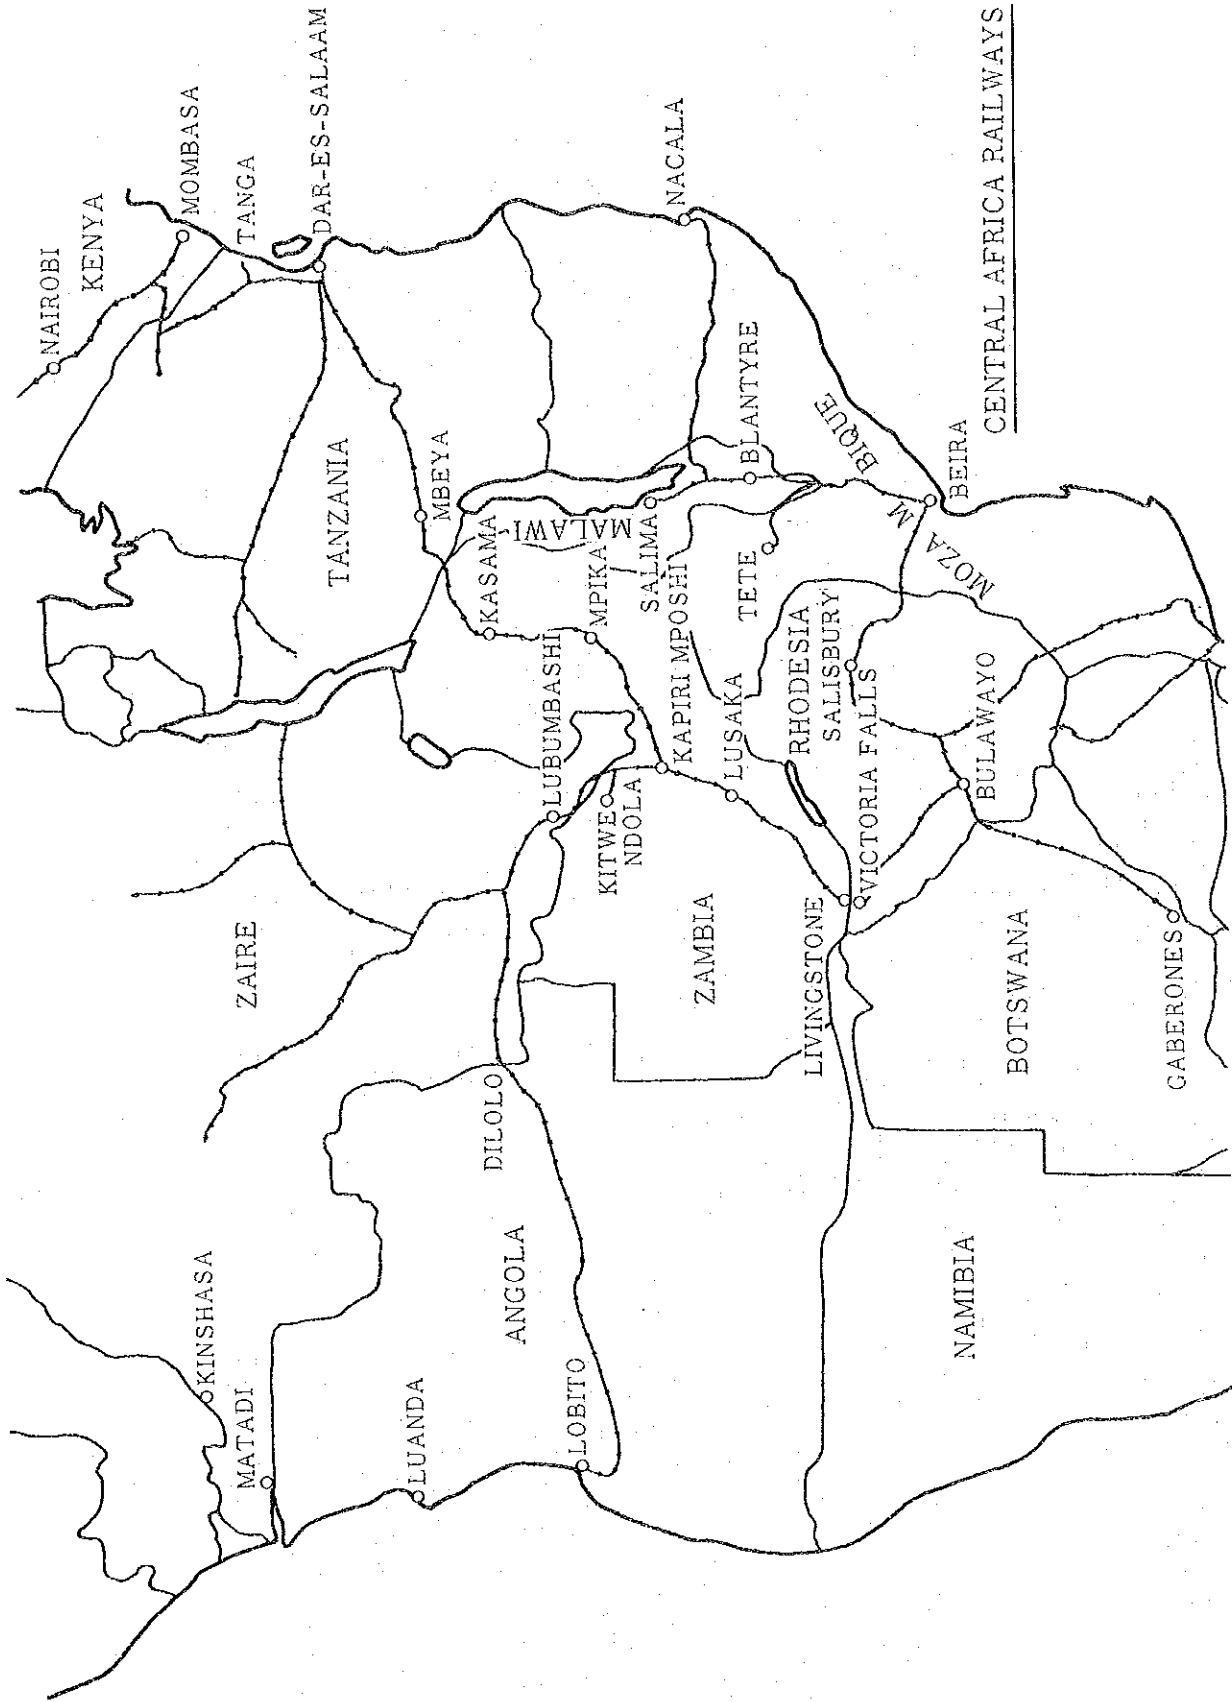 KINSHASA
MATADI
LUANDA
LOBITO
ANGOLA
DILOLO
ZAIRE
NAMIBIA
BOTSWANA
GABERONES
ZAMBIA
LIVINGSTONE
VICTORIA FALLS
KITWE
NDOLA
LUBUMBASHI
KAPIRI MPOSHI
LUSAKA
RHODESIA
SALISBURY
BULAWAYO
KASAMA
MPIKA
SALIMA
MALAWI
TETE
MBEYA
TANZANIA
BLANTYRE
MOZA M BIQUE
BEIRA
NACALA
NAIROBI
KENYA
MOMBASA
TANGA
DAR-ES-SALAAM
CENTRAL AFRICA RAILWAYS